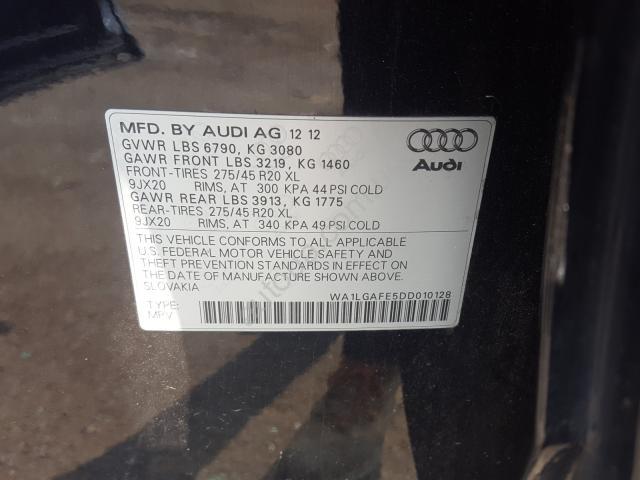 MFD. BY AUDI AG 12 12
GVWR LBS 6790, KG 3080
GAWR FRONT LBS 3219, KG 1460
FRONT-TIRES 275/45 R20 XL
9JX20 RIMS, AT 300 KPA 44 PSI COLD
GAWR REAR LBS 3913, KG 1775
REAR-TIRES 275/45 R20 XL
9JX20 RIMS, AT 340 KPA 49 PSI COLD
Audi
THIS VEHICLE CONFORMS TO ALL APPLICABLE
U.S. FEDERAL MOTOR VEHICLE SAFETY AND
THEFT PREVENTION STANDARDS IN EFFECT ON
THE DATE OF MANUFACTURE SHOWN ABOVE.
SLOVAKIA
WA1LGAFE5DD010128
TYPE:
MPV